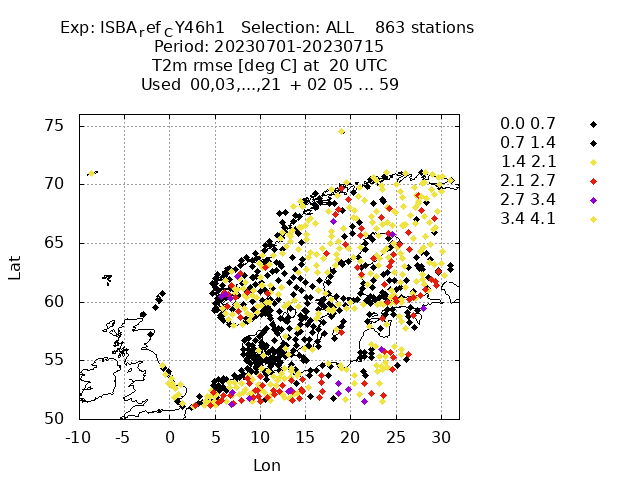 Exp: ISBA_ref_CY46h1 Selection: ALL 863 stations
Period: 20230701-20230715
T2m rmse [deg C] at 20 UTC
Used 00,03,...,21 + 02 05 ... 59
0.0 0.7
0.7 1.4
1.4 2.1
2.1 2.7
2.7 3.4
3.4 4.1
75
70
65
60
55
50
Lat
-10 -5 0 5 10 15 20 25 30
Lon